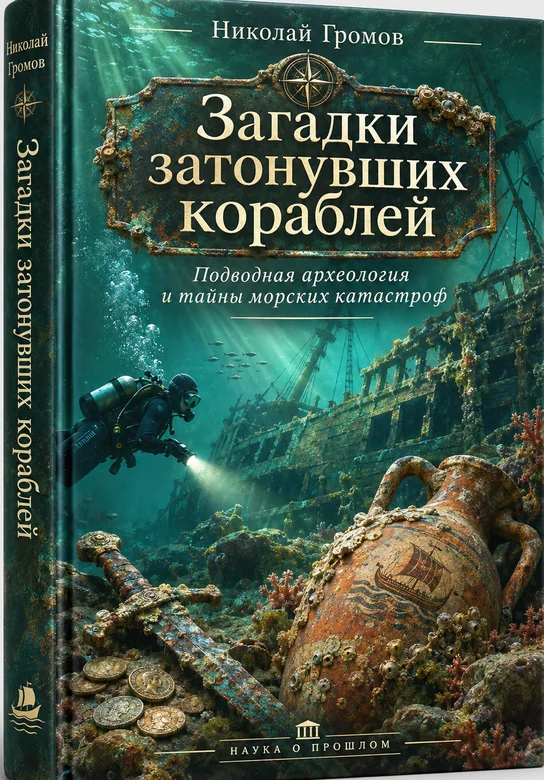 Николай
Громов
Загадки затонувших кораблей
Николай Громов
Загадки
затонувших
кораблей
Подводная археология
и тайны морских катастроф
НАУКА О ПРОШЛОМ